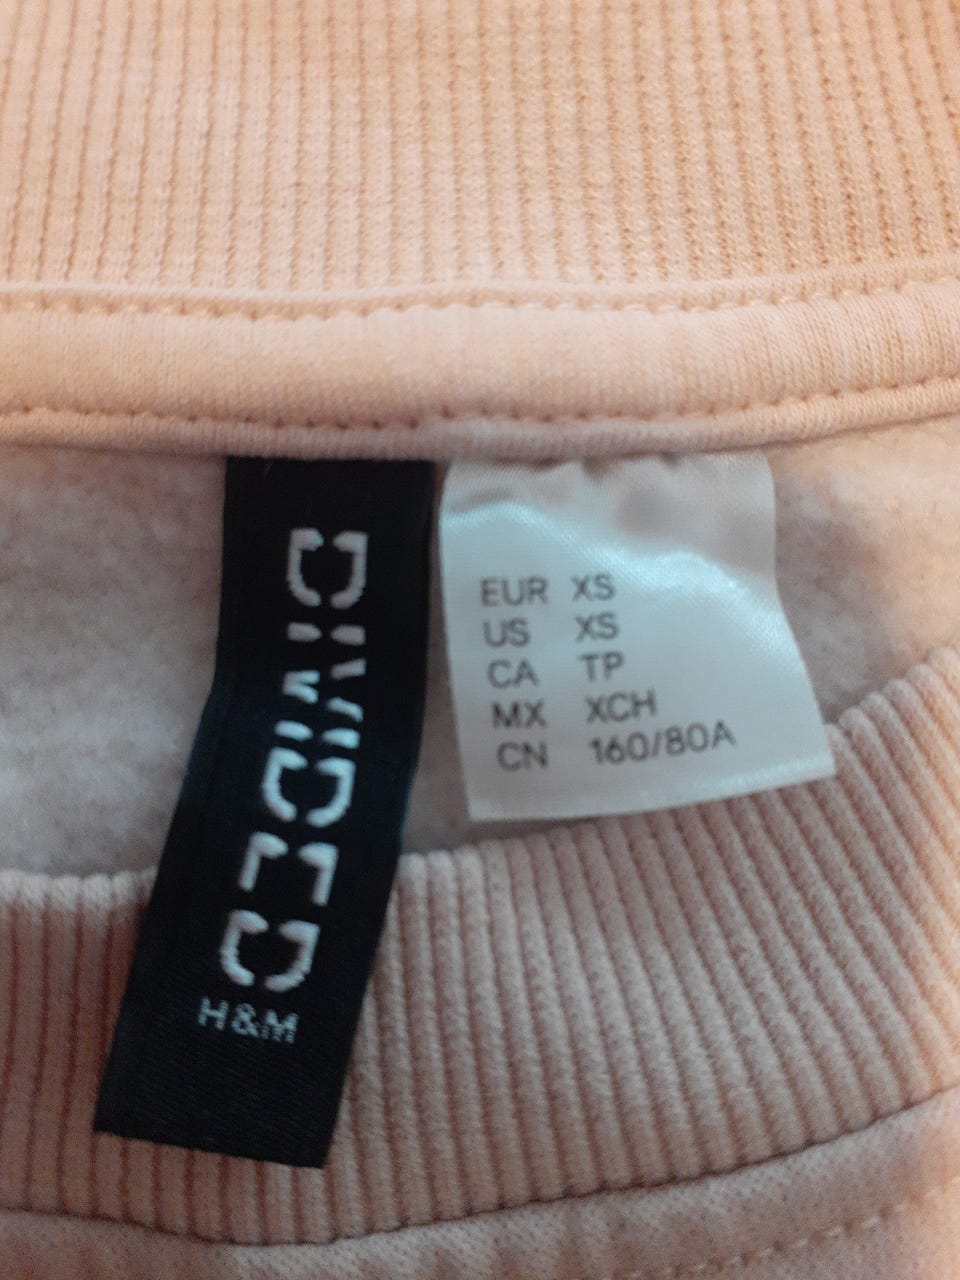 DIVIDED
H&M
EUR XS
US XS
CA TP
MX XCH
CN 160/80A